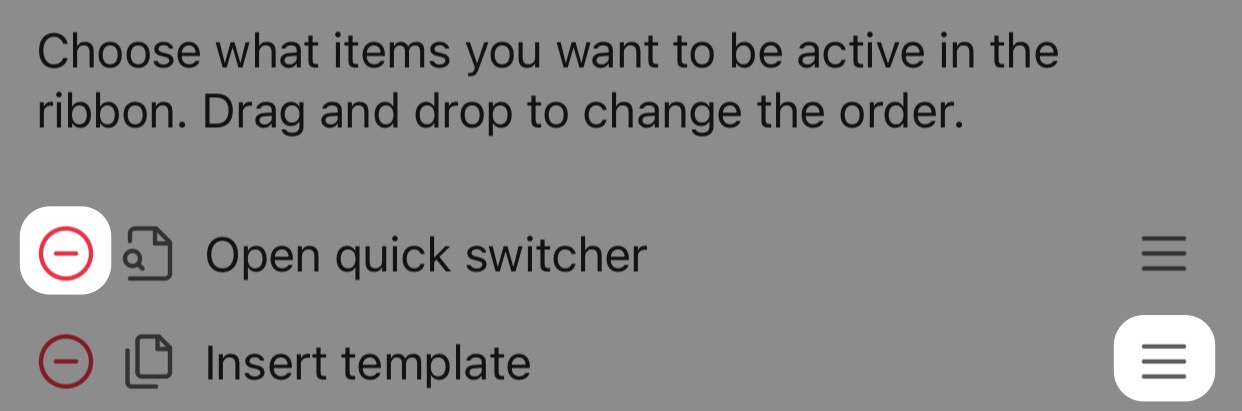 Choose what items you want to be active in the
ribbon. Drag and drop to change the order.
Open quick switcher
Insert template